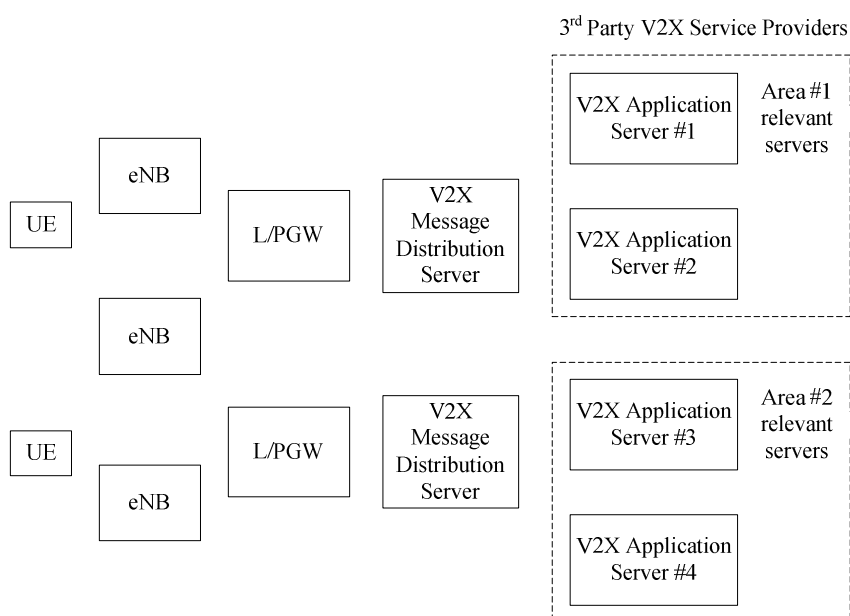 3rd Party V2X Service Providers
V2X Application
Server #1
Area #1
relevant
servers
eNB
UE
L/PGW
V2X
Message
Distribution
Server
V2X Application
Server #2
eNB
V2X Application
Server #3
Area #2
relevant
servers
UE
L/PGW
V2X
Message
Distribution
Server
eNB
V2X Application
Server #4